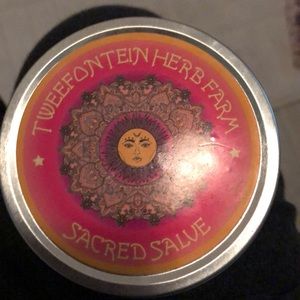 TWEEFONTEIN HERB FARM
SACRED SALVE